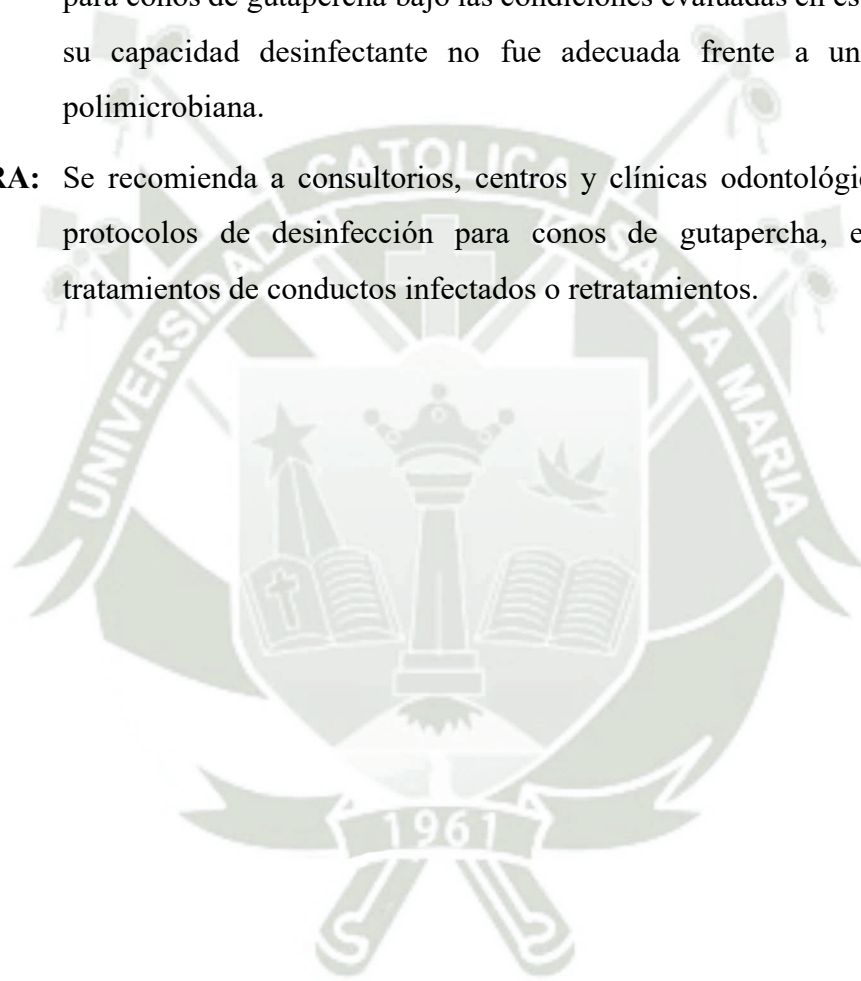 para conos de gutapercha bajo las condiciones evaluadas en es
su capacidad desinfectante no fue adecuada frente a un
polimicrobiana.
RA: Se recomienda a consultorios, centros y clínicas odontológi
protocolos de desinfección para conos de gutapercha, e
tratamientos de conductos infectados o retratamientos.
UNIVERSIDAD CATOLICA SANTA MARIA
1961